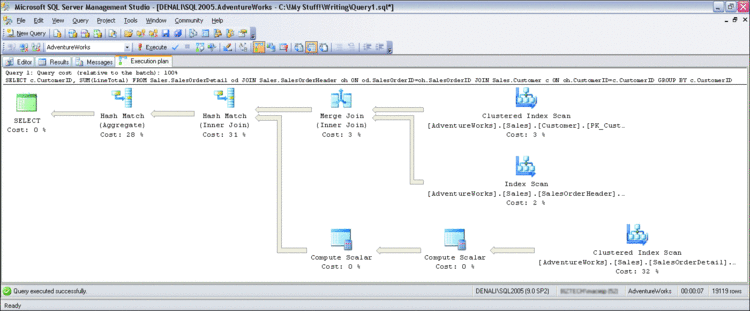 Microsoft SQL Server Management Studio - [DENALI\SQL2005.AdventureWorks - C:\My Stuff\Writing\Query1.sql*]
File Edit View Query Project Tools Window Community Help
New Query
AdventureWorks Execute
Editor Results Messages Execution plan
Query 1: Query cost (relative to the batch): 100%
SELECT c.CustomerID, SUM(LineTotal) FROM Sales.SalesOrderDetail od JOIN Sales.SalesOrderHeader oh ON od.SalesOrderID=oh.SalesOrderID JOIN Sales.Customer c ON oh.CustomerID=c.CustomerID GROUP BY c.CustomerID
SELECT
Cost: 0 %
Hash Match
(Aggregate)
Cost: 28 %
Hash Match
(Inner Join)
Cost: 31 %
Merge Join
(Inner Join)
Cost: 3 %
Clustered Index Scan
[AdventureWorks].[Sales].[Customer].[PK_Cust…
Cost: 3 %
Index Scan
[AdventureWorks].[Sales].[SalesOrderHeader]….
Cost: 2 %
Compute Scalar
Cost: 0 %
Compute Scalar
Cost: 0 %
Clustered Index Scan
[AdventureWorks].[Sales].[SalesOrderDetail]….
Cost: 32 %
Query executed successfully. DENALI\SQL2005 (9.0 SP2) AdventureWorks 00:00:07 19119 rows
Ready